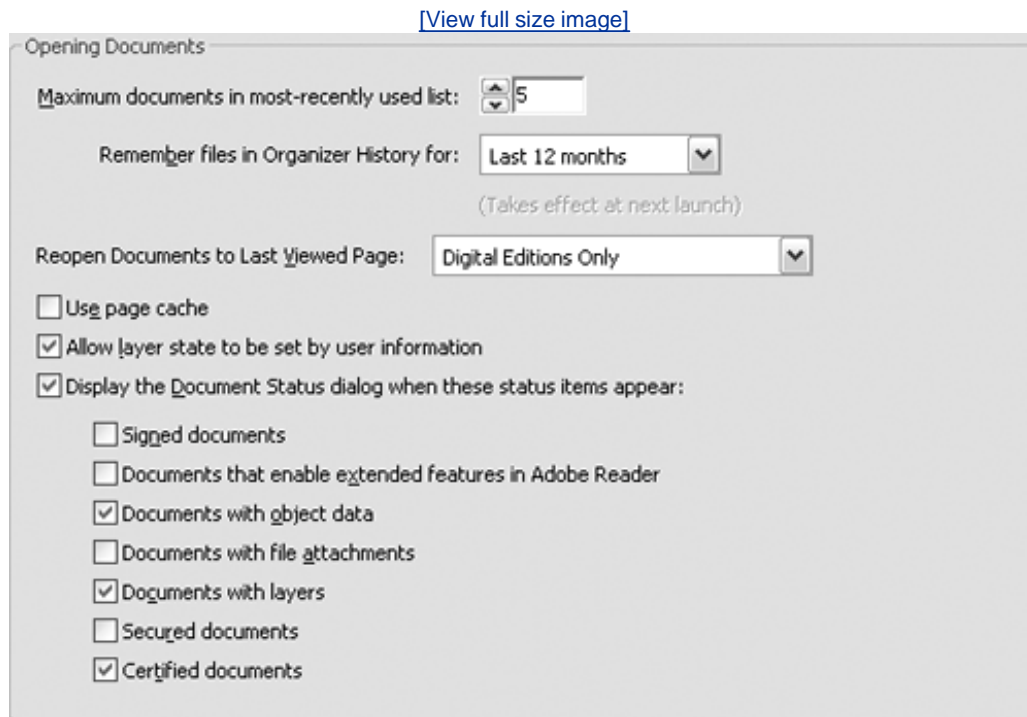 [View full size image]
Opening Documents
Maximum documents in most-recently used list: 5
Remember files in Organizer History for: Last 12 months
(Takes effect at next launch)
Reopen Documents to Last Viewed Page: Digital Editions Only
Use page cache
Allow layer state to be set by user information
Display the Document Status dialog when these status items appear:
Signed documents
Documents that enable extended features in Adobe Reader
Documents with object data
Documents with file attachments
Documents with layers
Secured documents
Certified documents